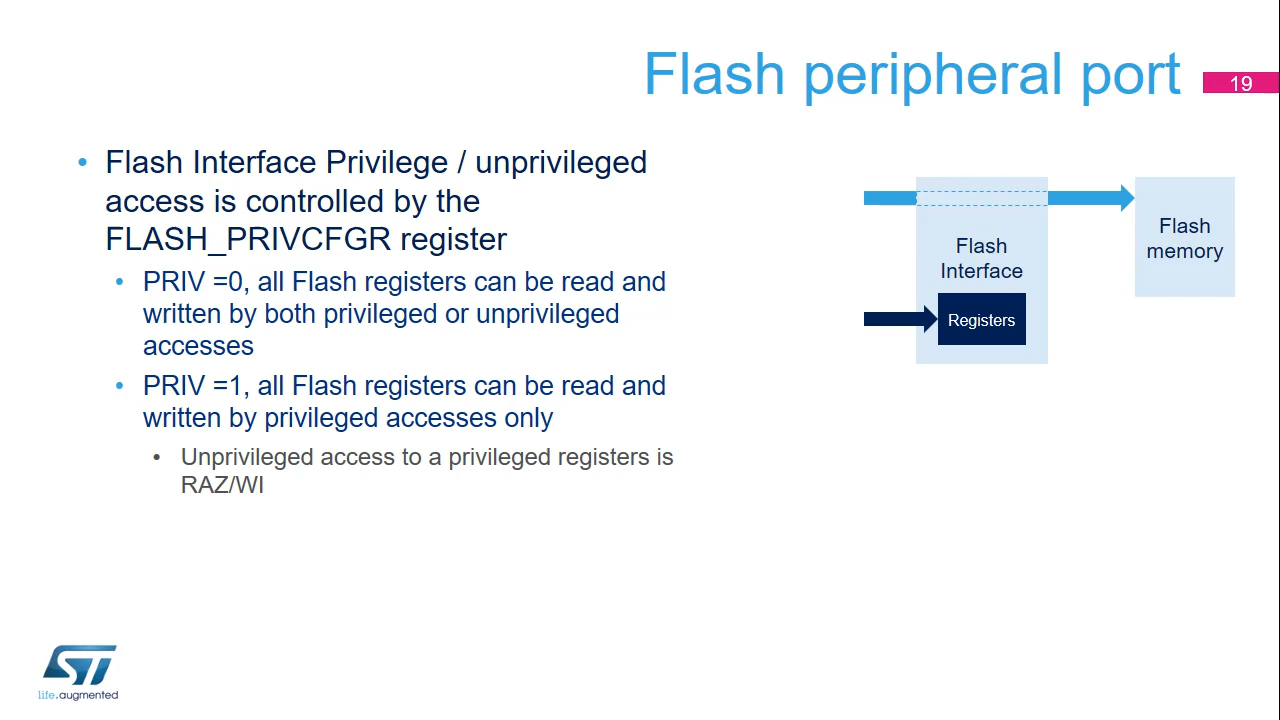 Flash peripheral port
19
• Flash Interface Privilege / unprivileged
access is controlled by the
FLASH_PRIVCFGR register
• PRIV =0, all Flash registers can be read and
written by both privileged or unprivileged
accesses
• PRIV =1, all Flash registers can be read and
written by privileged accesses only
• Unprivileged access to a privileged registers is
RAZ/WI
Flash
Interface
Registers
Flash
memory
ST
life.augmented